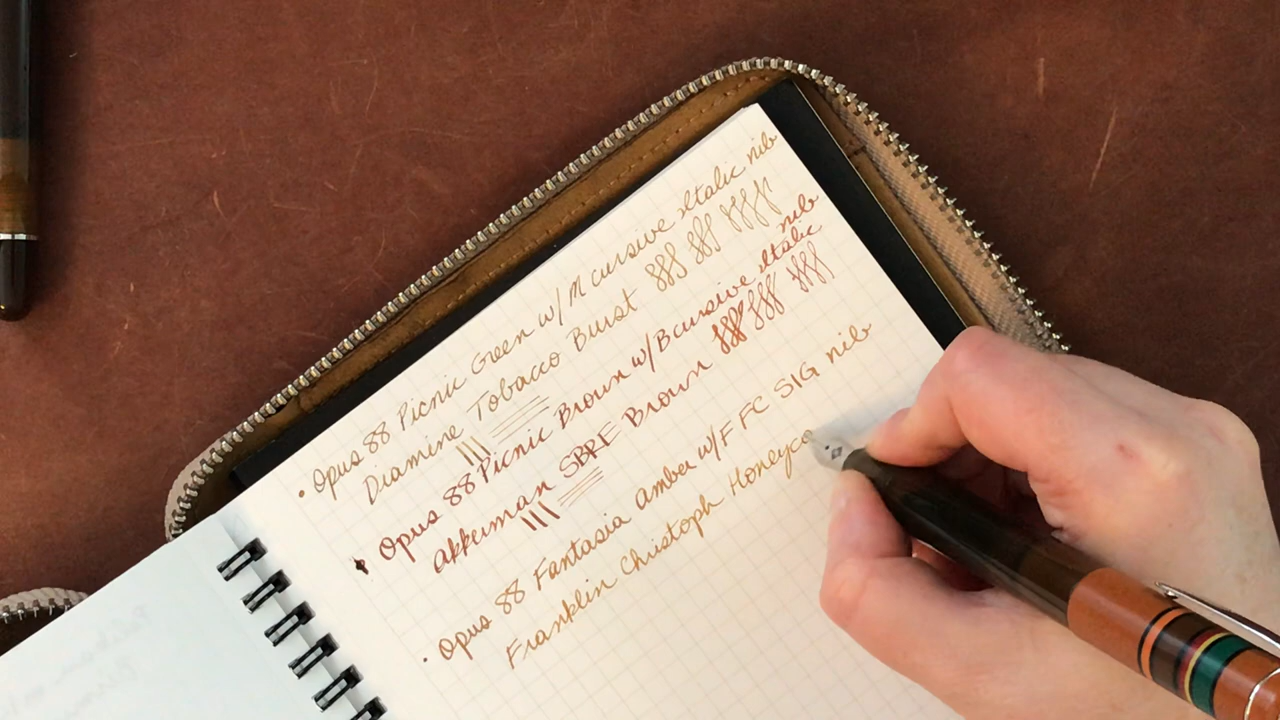 • Opus 88 Picnic Green w/ M cursive Italic nib
Diamine Tobacco Burst
• Opus 88 Picnic Brown w/ B cursive Italic nib
Akkerman SBRE Brown
• Opus 88 Fantasia amber w/ F FC SIG nib
Franklin Christoph Honeyco